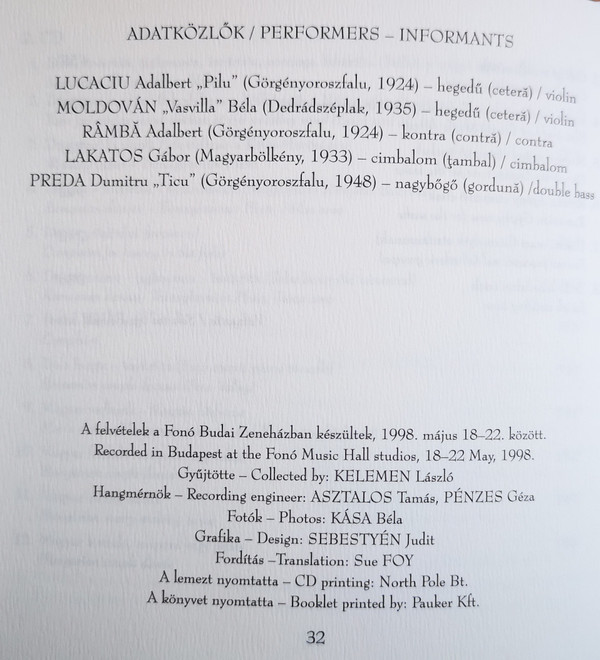 ADATKÖZLŐK / PERFORMERS – INFORMANTS
LUCACIU Adalbert „Pilu” (Görgényoroszfalu, 1924) – hegedű (ceteră) / violin
MOLDOVÁN „Vasvilla” Béla (Dedrádszéplak, 1935) – hegedű (ceteră) / violin
RÂMBĂ Adalbert (Görgényoroszfalu, 1924) – kontra (contră) / contra
LAKATOS Gábor (Magyarbölkény, 1933) – cimbalom (ţambal) / cimbalom
PREDA Dumitru „Ticu” (Görgényoroszfalu, 1948) – nagybőgő (gordună) /double bass
A felvételek a Fonó Budai Zeneházban készültek, 1998. május 18–22. között.
Recorded in Budapest at the Fonó Music Hall studios, 18–22 May, 1998.
Gyűjtötte – Collected by: KELEMEN László
Hangmérnök – Recording engineer: ASZTALOS Tamás, PÉNZES Géza
Fotók – Photos: KÁSA Béla
Grafika – Design: SEBESTYÉN Judit
Fordítás –Translation: Sue FOY
A lemezt nyomtatta – CD printing: North Pole Bt.
A könyvet nyomtatta – Booklet printed by: Pauker Kft.
32